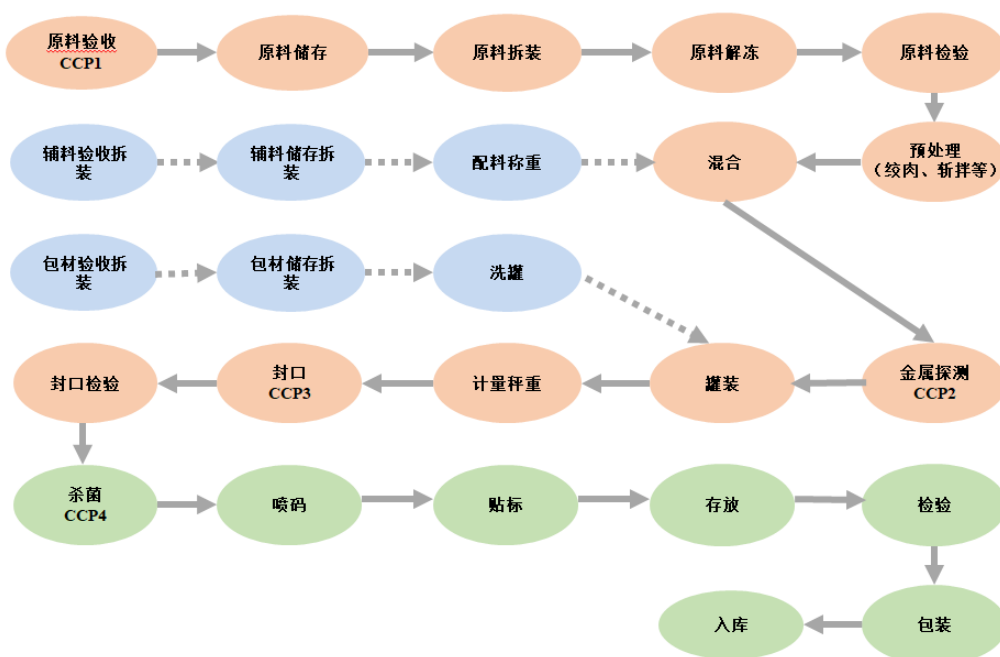 原料验收
CCP1
原料储存
原料拆装
原料解冻
原料检验
辅料验收拆
装
辅料储存拆
装
配料称重
混合
预处理
（绞肉、斩拌等）
包材验收拆
装
包材储存拆
装
洗罐
封口检验
封口
CCP3
计量秤重
罐装
金属探测
CCP2
杀菌
CCP4
喷码
贴标
存放
检验
入库
包装